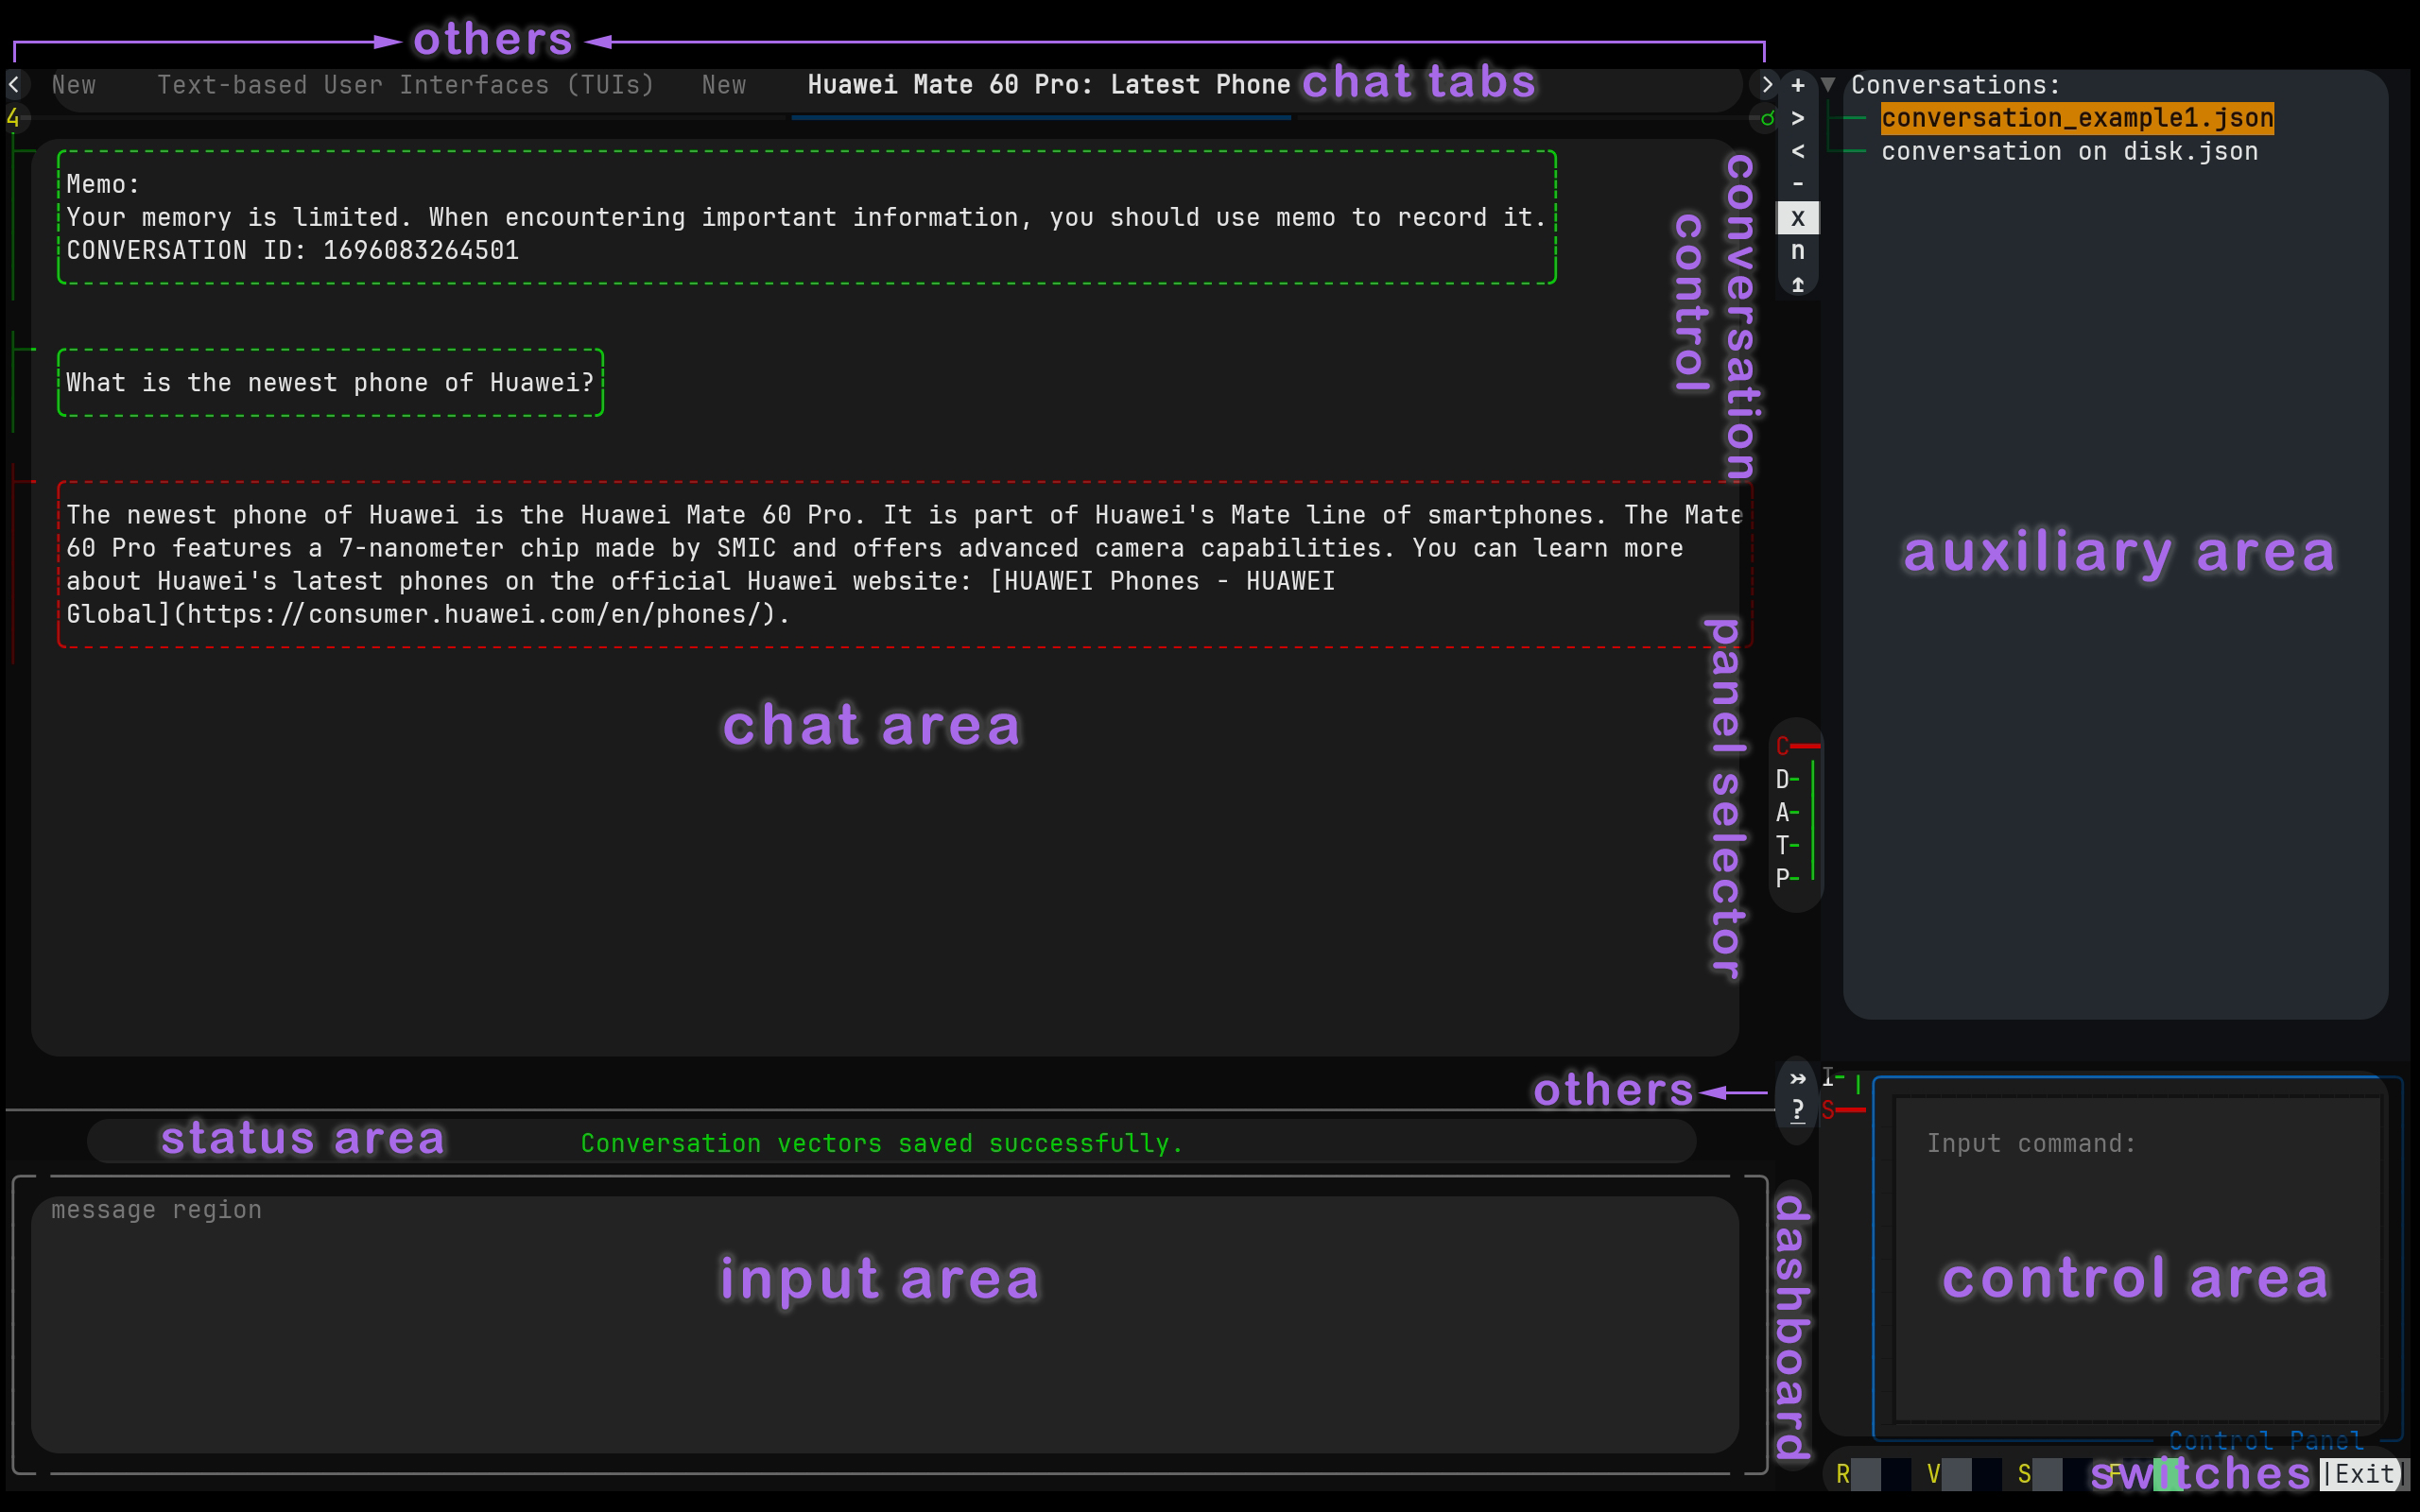 others
< New Text-based User Interfaces (TUIs) New Huawei Mate 60 Pro: Latest Phone chat tabs >
4
Memo:
Your memory is limited. When encountering important information, you should use memo to record it.
CONVERSATION ID: 1696083264501
What is the newest phone of Huawei?
The newest phone of Huawei is the Huawei Mate 60 Pro. It is part of Huawei's Mate line of smartphones. The Mate
60 Pro features a 7-nanometer chip made by SMIC and offers advanced camera capabilities. You can learn more
about Huawei's latest phones on the official Huawei website: [HUAWEI Phones - HUAWEI
Global](https://consumer.huawei.com/en/phones/).
chat area
conversation
control
panel selector
+
>
<
-
x
n
↥
C
D
A
T
P
▼ Conversations:
conversation_example1.json
conversation on disk.json
auxiliary area
others
↣
?
status area Conversation vectors saved successfully.
message region
input area
dashboard
I
S
Input command:
control area
Control Panel
R V S F switches |Exit|